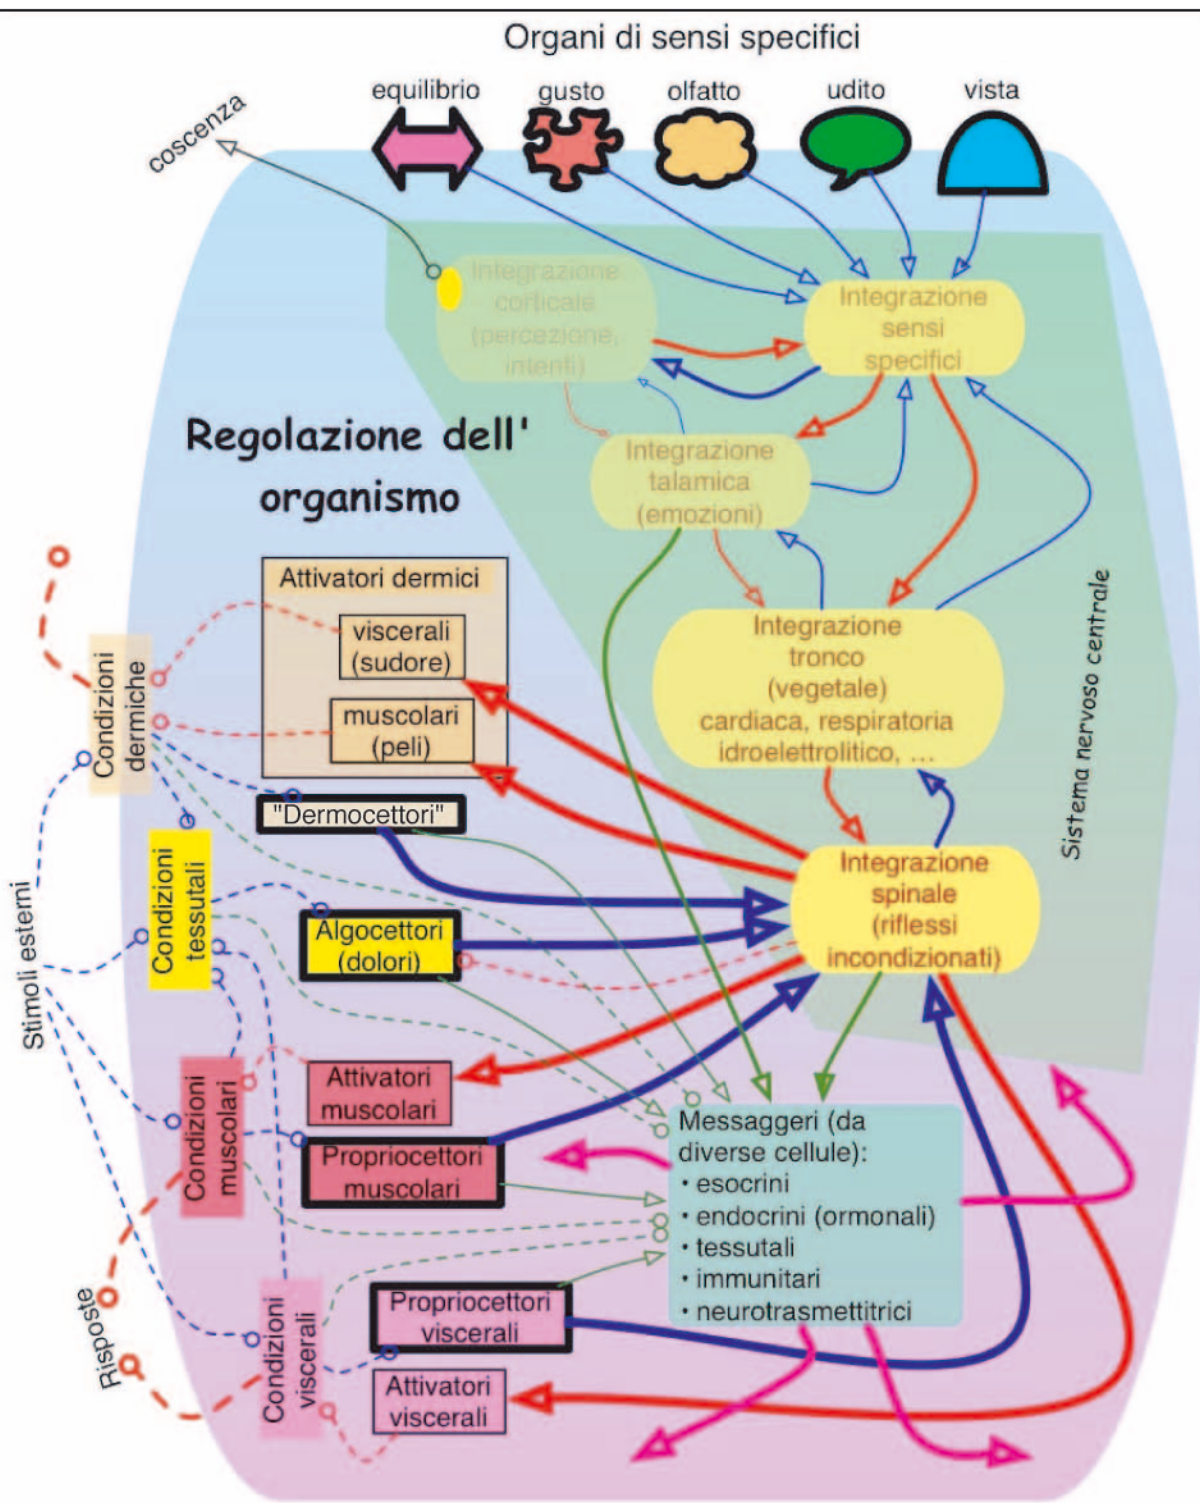 Organi di sensi specifici
equilibrio
gusto
olfatto
udito
vista
coscenza
Integrazione
corticale
(percezione,
intenti)
Integrazione
sensi
specifici
Regolazione dell'
organismo
Integrazione
talamica
(emozioni)
Attivatori dermici
viscerali
(sudore)
muscolari
(peli)
Integrazione
tronco
(vegetale)
cardiaca, respiratoria
idroelettrolitico, ...
Sistema nervoso centrale
Condizioni
dermiche
"Dermocettori"
Condizioni
tessutali
Algocettori
(dolori)
Integrazione
spinale
(riflessi
incondizionati)
Stimoli esterni
Condizioni
muscolari
Attivatori
muscolari
Propriocettori
muscolari
Messaggeri (da
diverse cellule):
• esocrini
• endocrini (ormonali)
• tessutali
• immunitari
• neurotrasmettitrici
Risposte
Condizioni
viscerali
Propriocettori
viscerali
Attivatori
viscerali